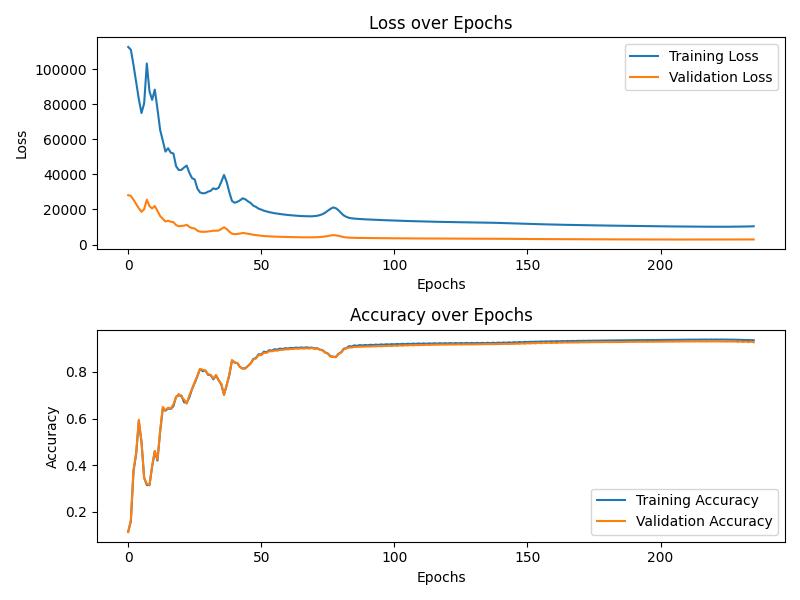 Loss over Epochs
Training Loss
Validation Loss
Loss
100000
80000
60000
40000
20000
0
0 50 100 150 200
Epochs
Accuracy over Epochs
Accuracy
0.8
0.6
0.4
0.2
Training Accuracy
Validation Accuracy
0 50 100 150 200
Epochs